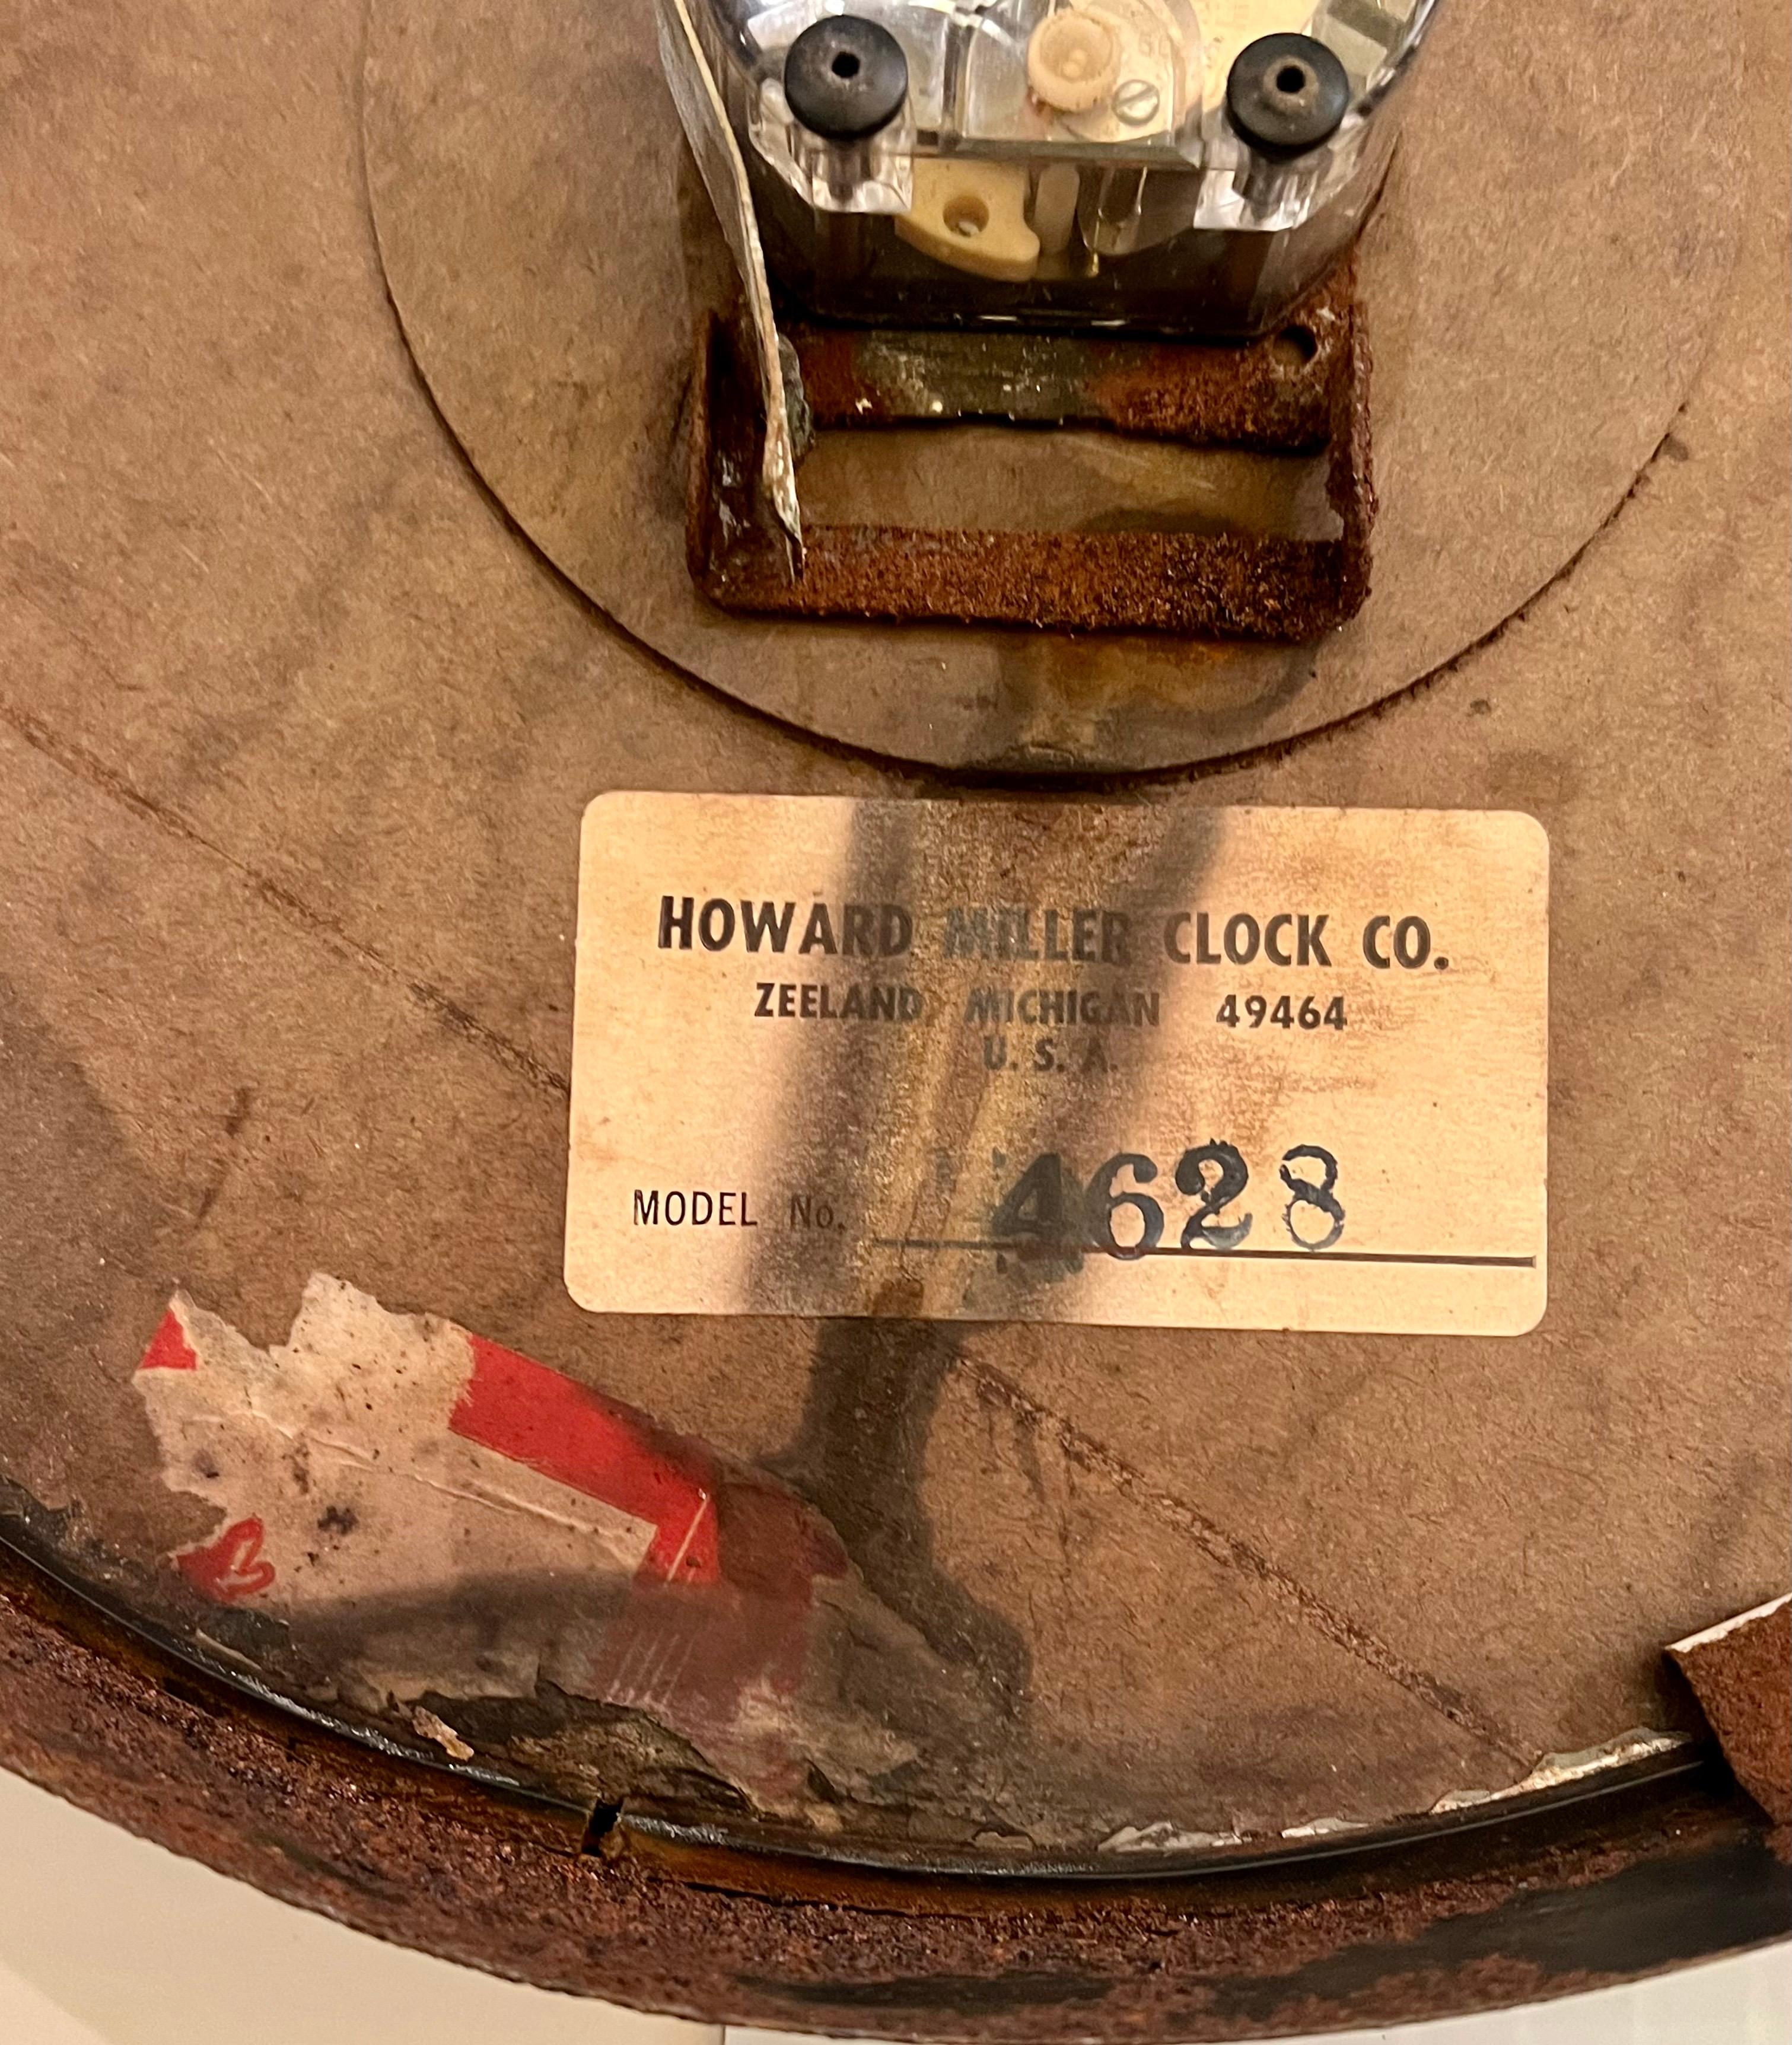 HOWARD MILLER CLOCK CO.
ZEELAND, MICHIGAN 49464
U. S. A.
MODEL No. 4628